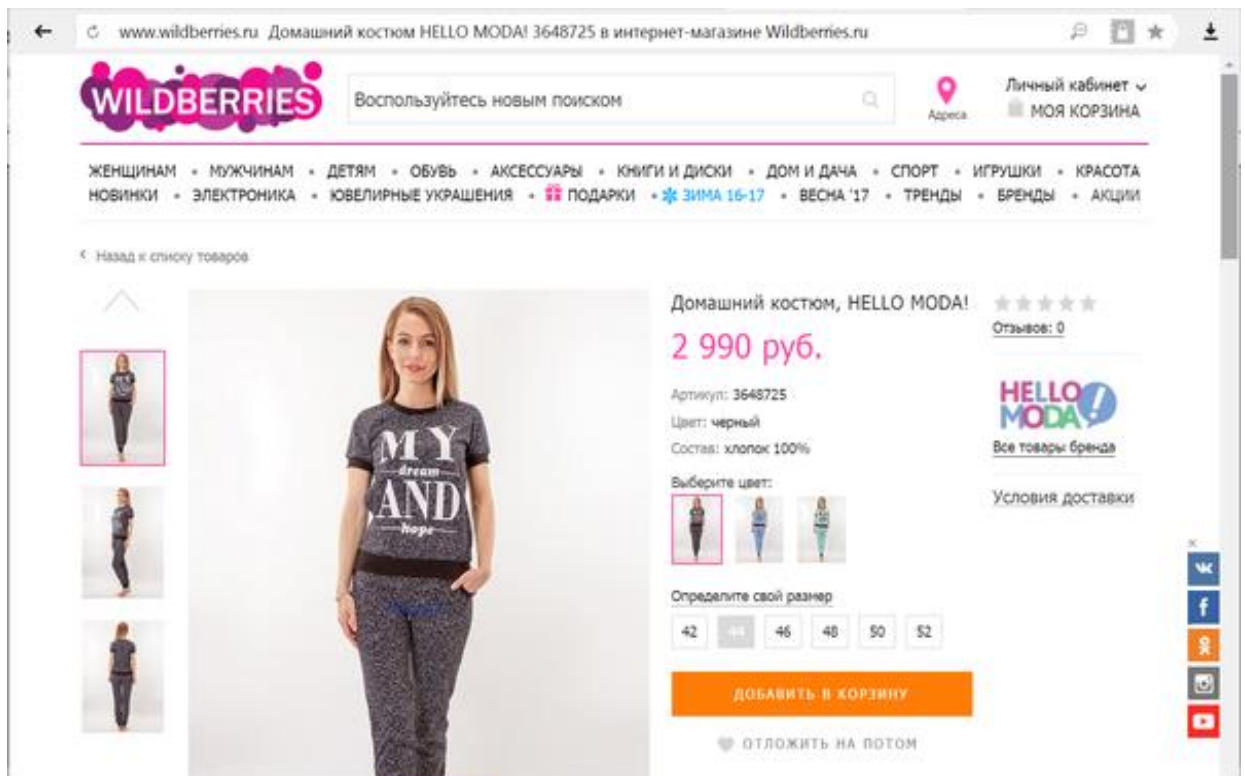 www.wildberries.ru Домашний костюм HELLO MODA! 3648725 в интернет-магазине Wildberries.ru
WILDBERRIES
Воспользуйтесь новым поиском
Адреса
Личный кабинет
МОЯ КОРЗИНА
ЖЕНЩИНАМ • МУЖЧИНАМ • ДЕТЯМ • ОБУВЬ • АКСЕССУАРЫ • КНИГИ И ДИСКИ • ДОМ И ДАЧА • СПОРТ • ИГРУШКИ • КРАСОТА
НОВИНКИ • ЭЛЕКТРОНИКА • ЮВЕЛИРНЫЕ УКРАШЕНИЯ • ПОДАРКИ • ЗИМА 16-17 • ВЕСНА '17 • ТРЕНДЫ • БРЕНДЫ • АКЦИИ
Назад к списку товаров
MY
dream
AND
hope
Домашний костюм, HELLO MODA!
2 990 руб.
Артикул: 3648725
Цвет: черный
Состав: хлопок 100%
Выберите цвет:
Определите свой размер
42 44 46 48 50 52
ДОБАВИТЬ В КОРЗИНУ
ОТЛОЖИТЬ НА ПОТОМ
Отзывов: 0
HELLO
MODA!
Все товары бренда
Условия доставки